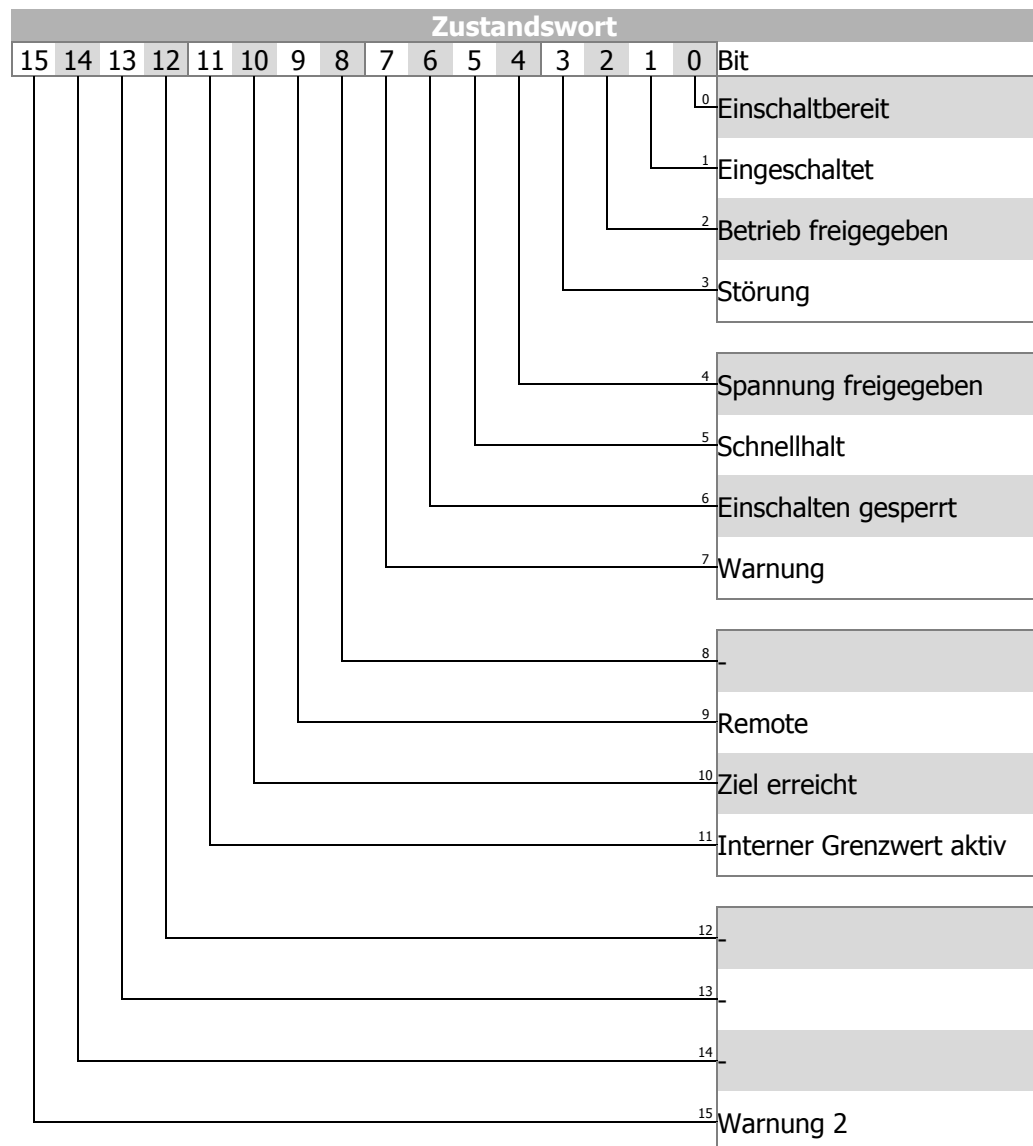 Zustandswort
15 14 13 12 11 10 9 8 7 6 5 4 3 2 1 0 Bit
0 Einschaltbereit
1 Eingeschaltet
2 Betrieb freigegeben
3 Störung
4 Spannung freigegeben
5 Schnellhalt
6 Einschalten gesperrt
7 Warnung
8 -
9 Remote
10 Ziel erreicht
11 Interner Grenzwert aktiv
12 -
13 -
14 -
15 Warnung 2